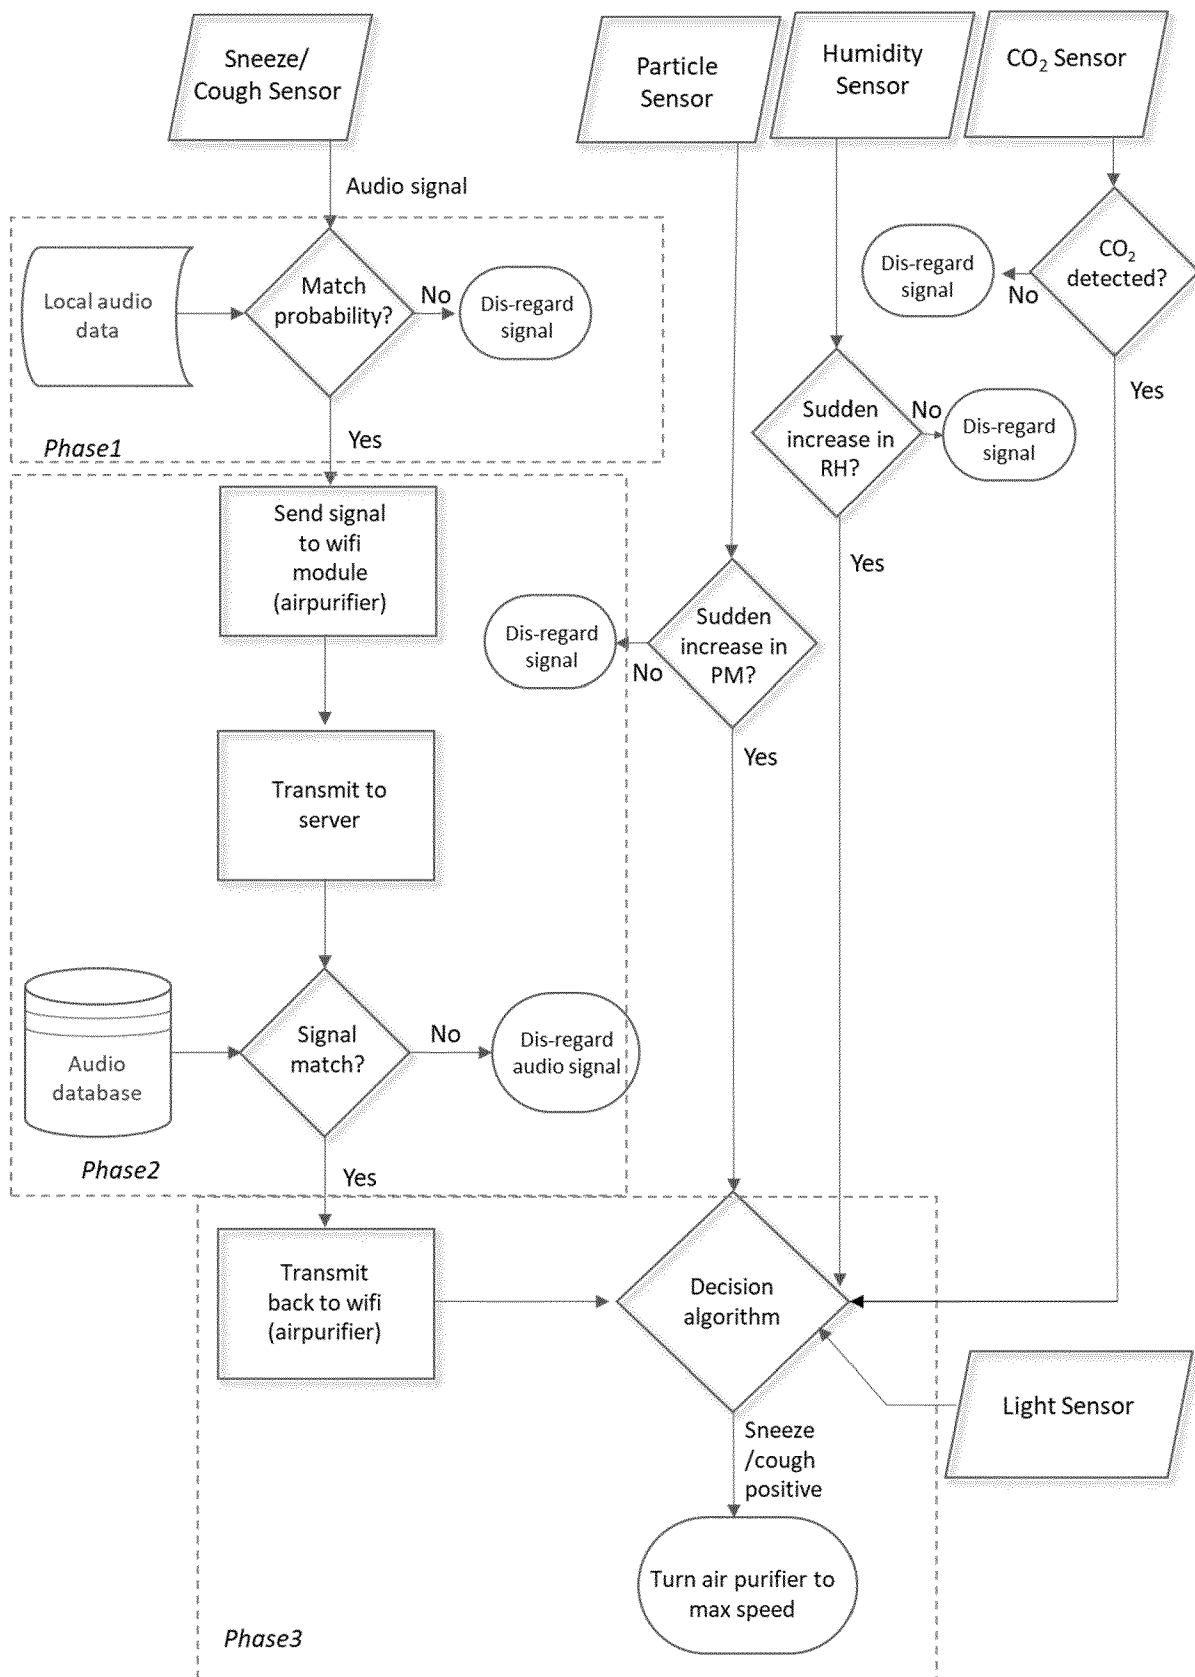 Sneeze/
Cough Sensor
Particle
Sensor
Humidity
Sensor
CO₂ Sensor
Audio signal
Local audio
data
Match
probability?
No
Dis-regard
signal
Yes
Phase1
CO₂
detected?
No
Dis-regard
signal
Yes
Sudden
increase in
RH?
No
Dis-regard
signal
Yes
Send signal
to wifi
module
(airpurifier)
Sudden
increase in
PM?
No
Dis-regard
signal
Yes
Transmit to
server
Audio
database
Signal
match?
No
Dis-regard
audio signal
Yes
Phase2
Transmit
back to wifi
(airpurifier)
Decision
algorithm
Light Sensor
Sneeze
/cough
positive
Turn air purifier to
max speed
Phase3